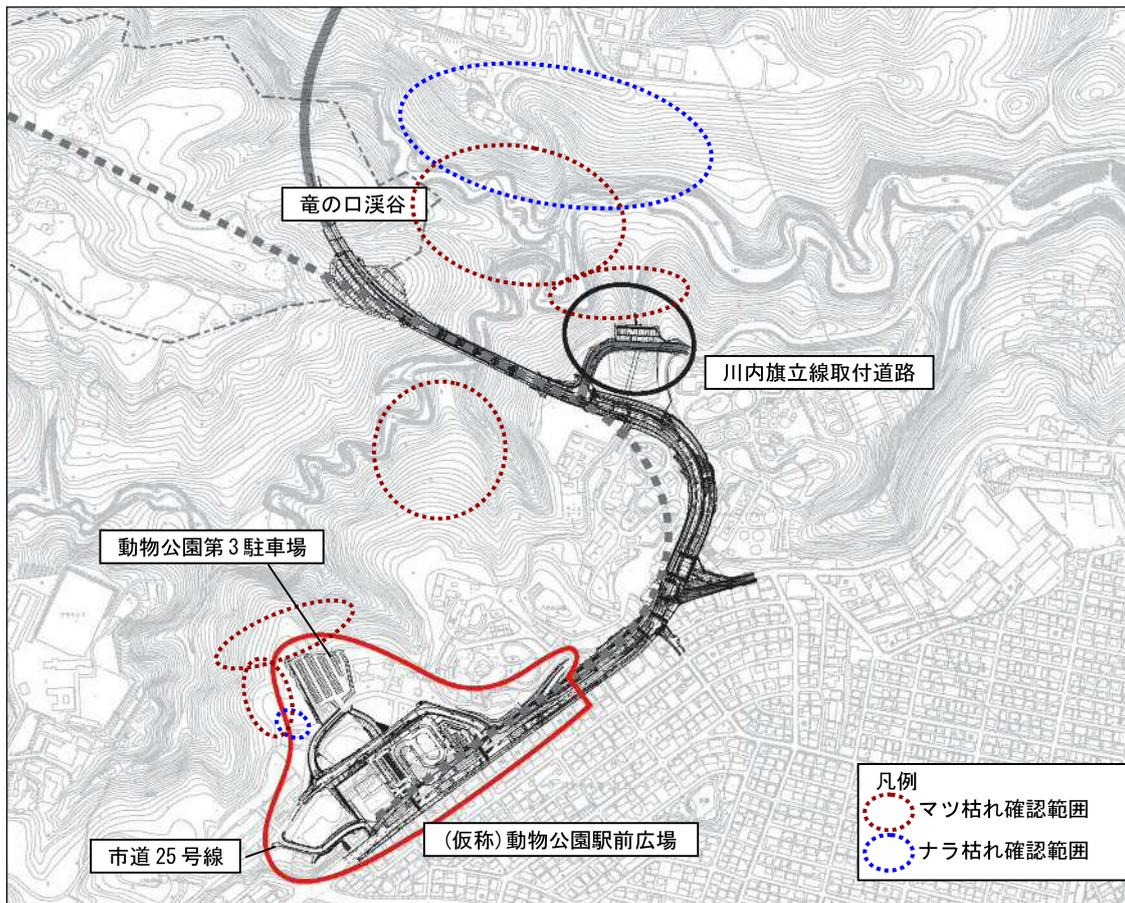 竜の口渓谷
川内旗立線取付道路
動物公園第3駐車場
市道25号線
(仮称)動物公園駅前広場
凡例
マツ枯れ確認範囲
ナラ枯れ確認範囲